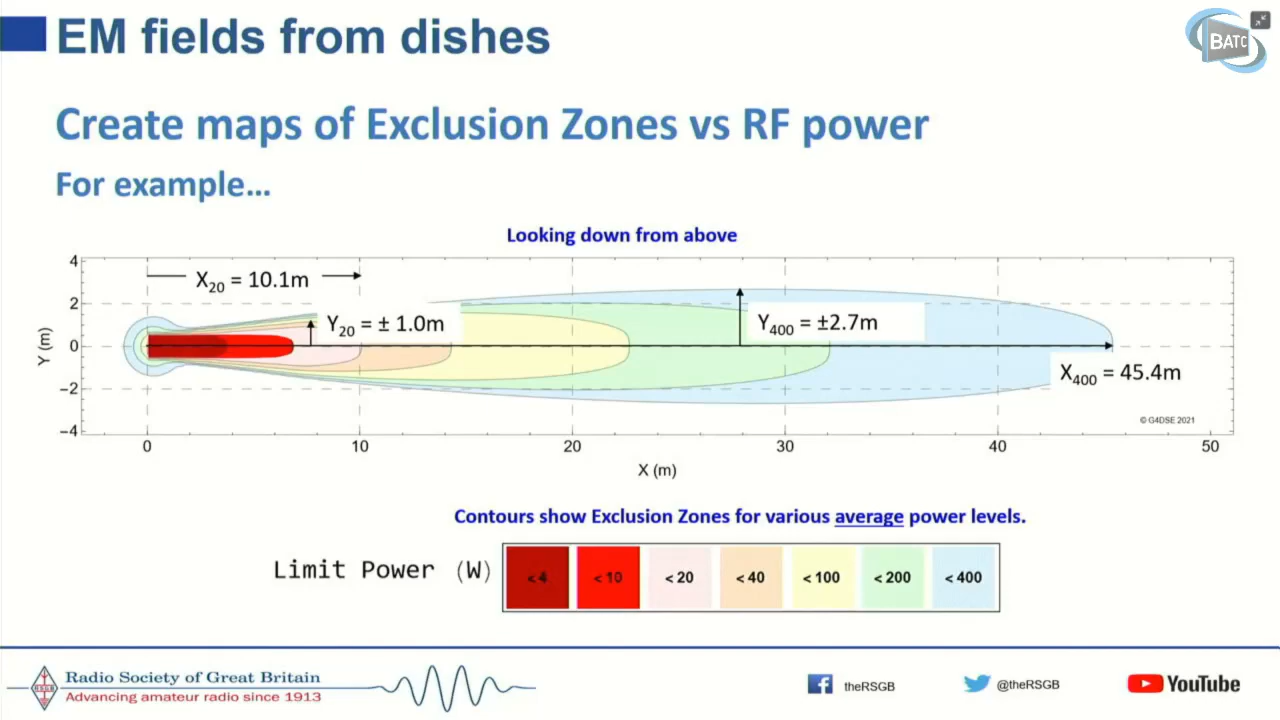 EM fields from dishes
BATC
Create maps of Exclusion Zones vs RF power
For example...
Looking down from above
4
2
0
−2
−4
Y (m)
X20 = 10.1m
Y20 = ± 1.0m
Y400 = ±2.7m
X400 = 45.4m
© G4DSE 2021
0 10 20 30 40 50
X (m)
Contours show Exclusion Zones for various average power levels.
Limit Power (W)
< 4 < 10 < 20 < 40 < 100 < 200 < 400
RSGB
Radio Society of Great Britain
Advancing amateur radio since 1913
theRSGB
@theRSGB
YouTube